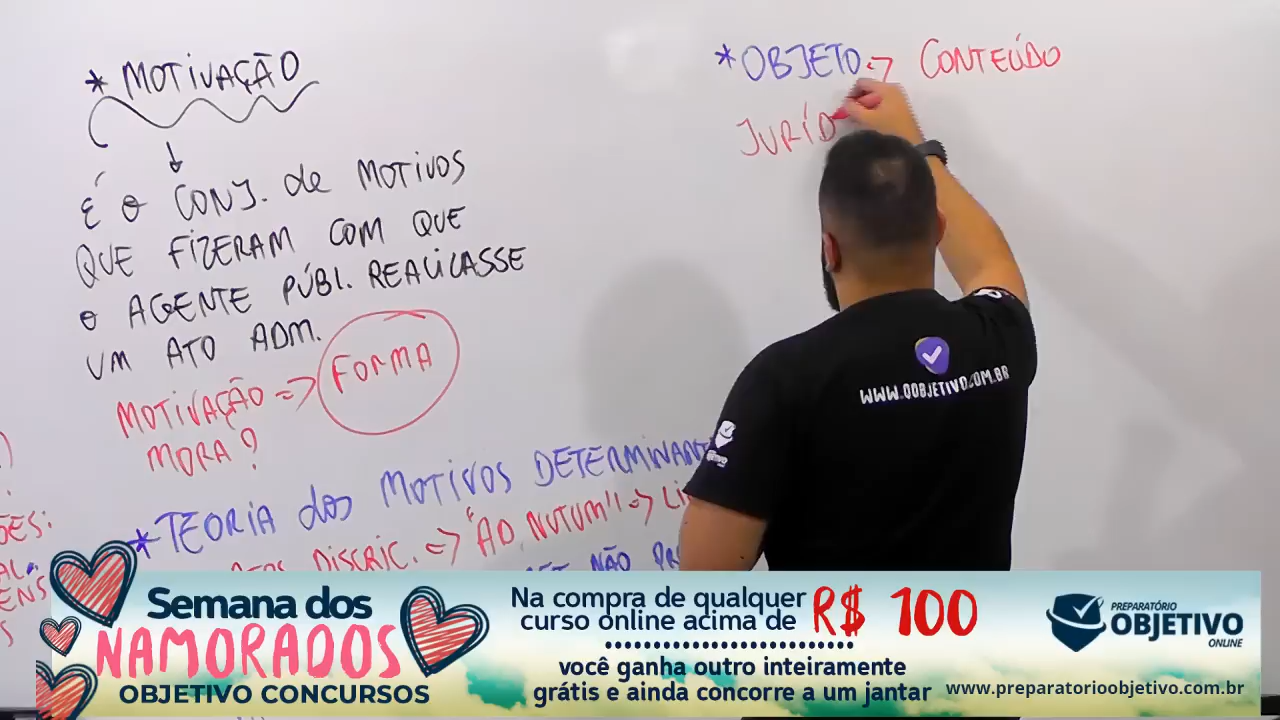 * MOTIVAÇÃO
É O CONJ. de MOTIVOS
QUE FIZERAM COM QUE
O AGENTE PÚBL. REALIZASSE
UM ATO ADM.
MOTIVAÇÃO => FORMA
MORA?
* TEORIA dos MOTIVOS DETERMINANT
DISCRIC. => "AD NUTUM" => LI
NÃO
* OBJETO => CONTEÚDO
JURÍD
WWW.OOBJETIVO.COM.BR
Semana dos
NAMORADOS
OBJETIVO CONCURSOS
Na compra de qualquer
curso online acima de R$ 100
você ganha outro inteiramente
grátis e ainda concorre a um jantar
PREPARATÓRIO
OBJETIVO
ONLINE
www.preparatorioobjetivo.com.br